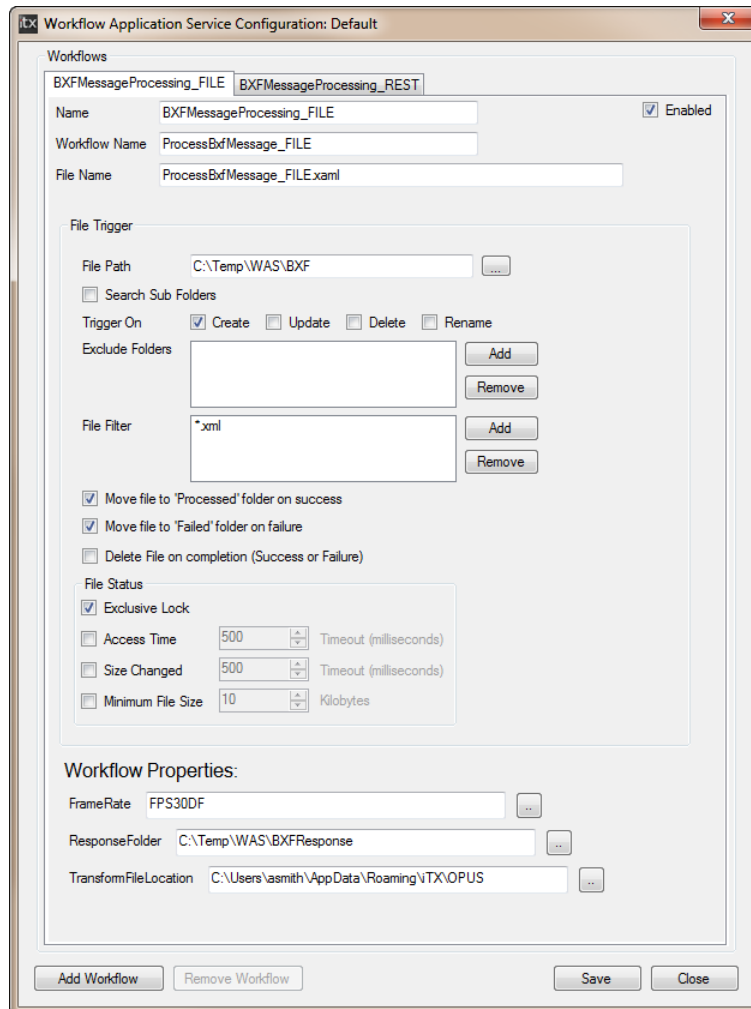 itx Workflow Application Service Configuration: Default
Workflows
BXFMessageProcessing_FILE BXFMessageProcessing_REST
Name BXFMessageProcessing_FILE Enabled
Workflow Name ProcessBxfMessage_FILE
File Name ProcessBxfMessage_FILE.xaml
File Trigger
File Path C:\Temp\WAS\BXF ...
Search Sub Folders
Trigger On Create Update Delete Rename
Exclude Folders Add
Remove
File Filter *.xml Add
Remove
Move file to 'Processed' folder on success
Move file to 'Failed' folder on failure
Delete File on completion (Success or Failure)
File Status
Exclusive Lock
Access Time 500 Timeout (milliseconds)
Size Changed 500 Timeout (milliseconds)
Minimum File Size 10 Kilobytes
Workflow Properties:
FrameRate FPS30DF ..
ResponseFolder C:\Temp\WAS\BXFResponse ..
TransformFileLocation C:\Users\asmith\AppData\Roaming\iTX\OPUS ..
Add Workflow Remove Workflow Save Close